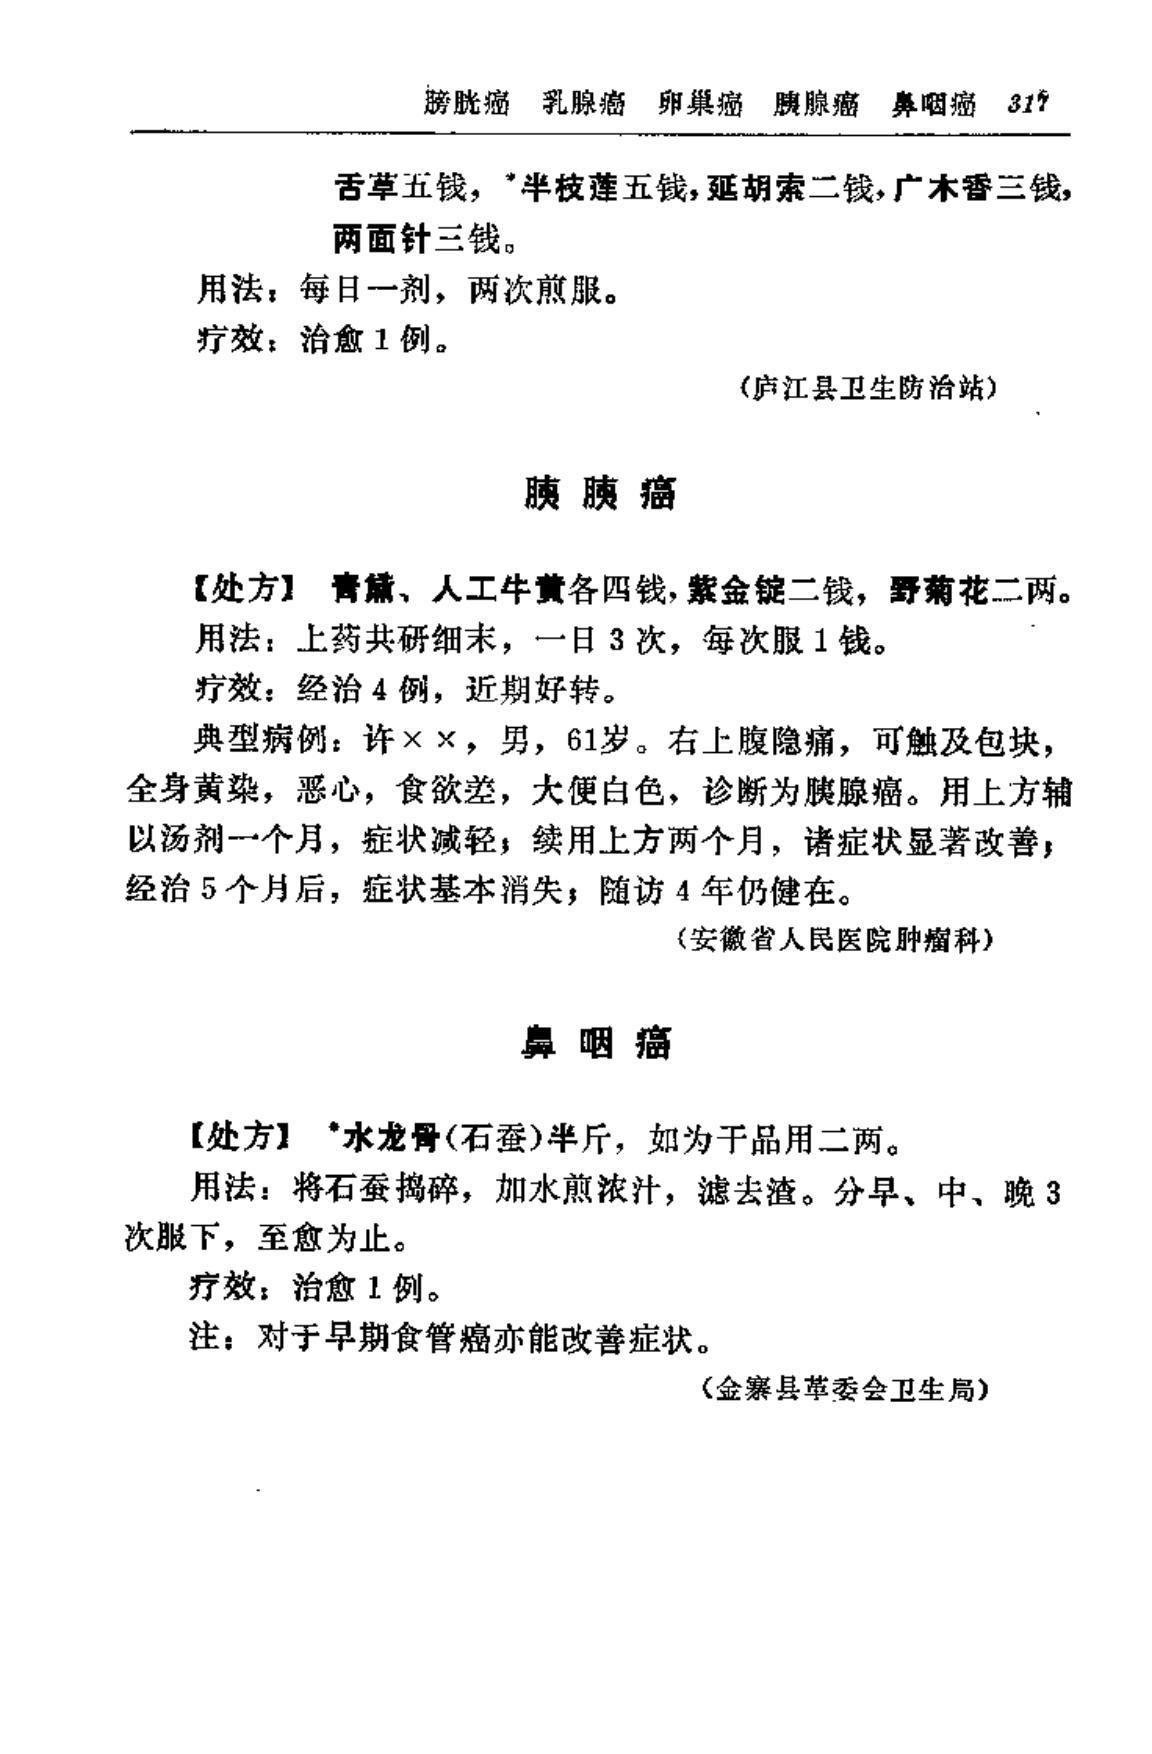 膀胱癌 乳腺癌 卵巢癌 胰腺癌 鼻咽癌 317
舌草五钱，*半枝莲五钱，延胡索二钱，广木香三钱，
两面针三钱。
用法：每日一剂，两次煎服。
疗效：治愈1例。
（庐江县卫生防治站）
胰胰癌
【处方】 青黛、人工牛黄各四钱，紫金锭二钱，野菊花二两。
用法：上药共研细末，一日3次，每次服1钱。
疗效：经治4例，近期好转。
典型病例：许××，男，61岁。右上腹隐痛，可触及包块，
全身黄染，恶心，食欲差，大便白色，诊断为胰腺癌。用上方辅
以汤剂一个月，症状减轻；续用上方两个月，诸症状显著改善；
经治5个月后，症状基本消失；随访4年仍健在。
（安徽省人民医院肿瘤科）
鼻咽癌
【处方】 *水龙骨（石蚕）半斤，如为干品用二两。
用法：将石蚕捣碎，加水煎浓汁，滤去渣。分早、中、晚3
次服下，至愈为止。
疗效：治愈1例。
注：对于早期食管癌亦能改善症状。
（金寨县革委会卫生局）